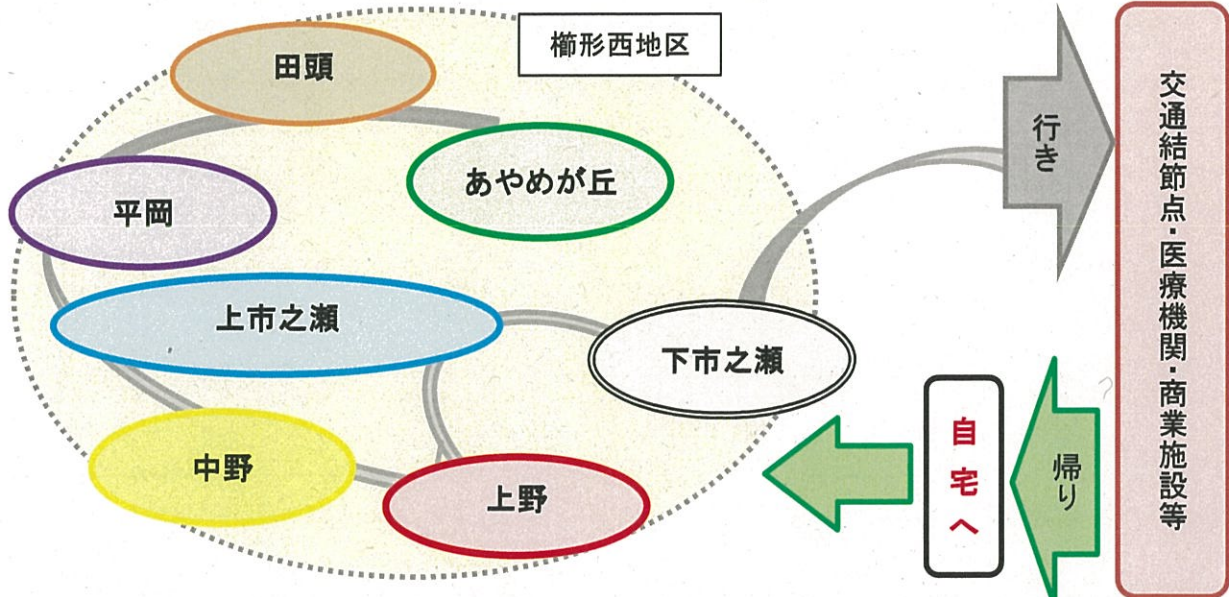 櫛形西地区
田頭
あやめが丘
平岡
上市之瀬
下市之瀬
中野
上野
行き
交通結節点・医療機関・商業施設等
自宅へ
帰り